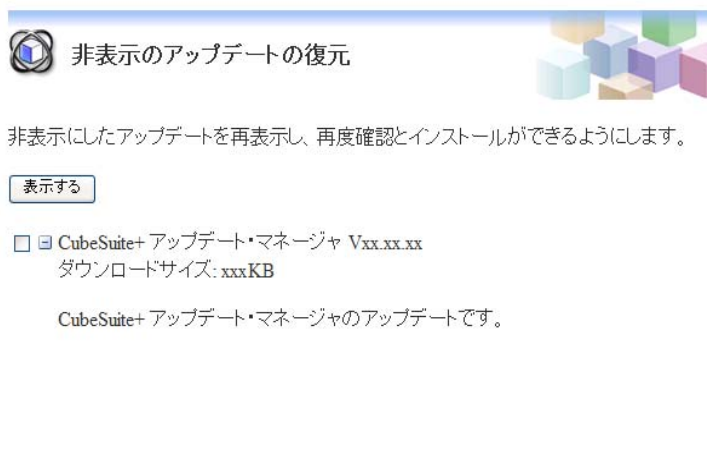 非表示のアップデートの復元
非表示にしたアップデートを再表示し、再度確認とインストールができるようにします。
表示する
CubeSuite+ アップデート・マネージャ Vxx.xx.xx
ダウンロードサイズ: xxxKB
CubeSuite+ アップデート・マネージャのアップデートです。